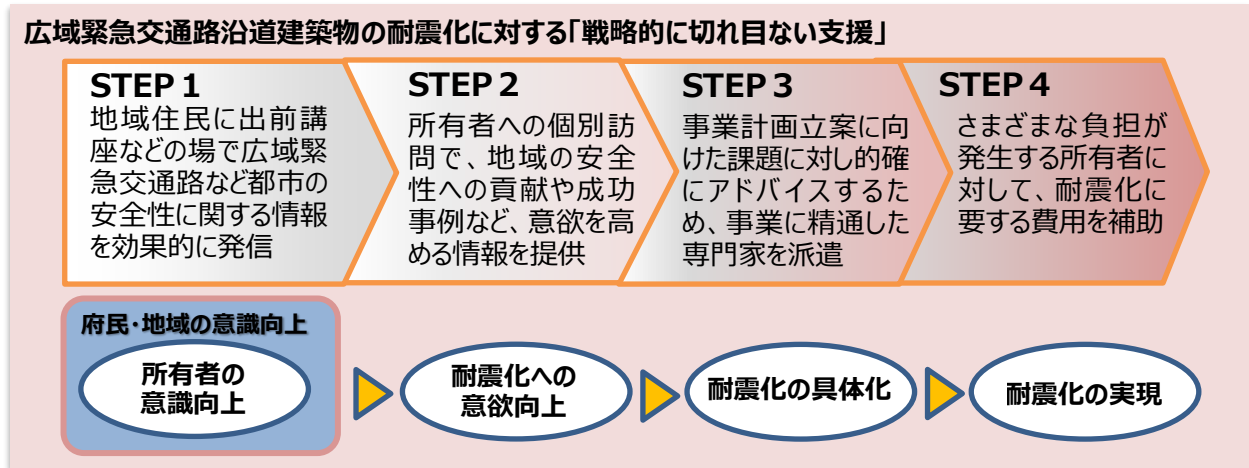 広域緊急交通路沿道建築物の耐震化に対する「戦略的に切れ目ない支援」
STEP１
地域住民に出前講
座などの場で広域緊
急交通路など都市の
安全性に関する情報
を効果的に発信
STEP２
所有者への個別訪
問で、地域の安全
性への貢献や成功
事例など、意欲を高
める情報を提供
STEP３
事業計画立案に向
けた課題に対し的確
にアドバイスするた
め、事業に精通した
専門家を派遣
STEP４
さまざまな負担が
発生する所有者に
対して、耐震化に
要する費用を補助
府民・地域の意識向上
所有者の
意識向上
耐震化への
意欲向上
耐震化の具体化
耐震化の実現